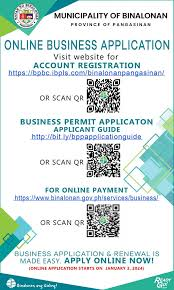 MUNICIPALITY OF BINALONAN
PROVINCE OF PANGASINAN
ONLINE BUSINESS APPLICATION
Visit website for
ACCOUNT REGISTRATION
https://bpbc.ibpls.com/binalonanpangasinan/
OR SCAN QR
BUSINESS PERMIT APPLICATON
APPLICANT GUIDE
http://bit.ly/bppapplicationguide
OR SCAN QR
FOR ONLINE PAYMENT
https://www.binalonan.gov.ph/services/business/
OR SCAN QR
BUSINESS APPLICATION & RENEWAL IS
MADE EASY. APPLY ONLINE NOW!
(ONLINE APPLICATION STARTS ON JANUARY 2, 2024)